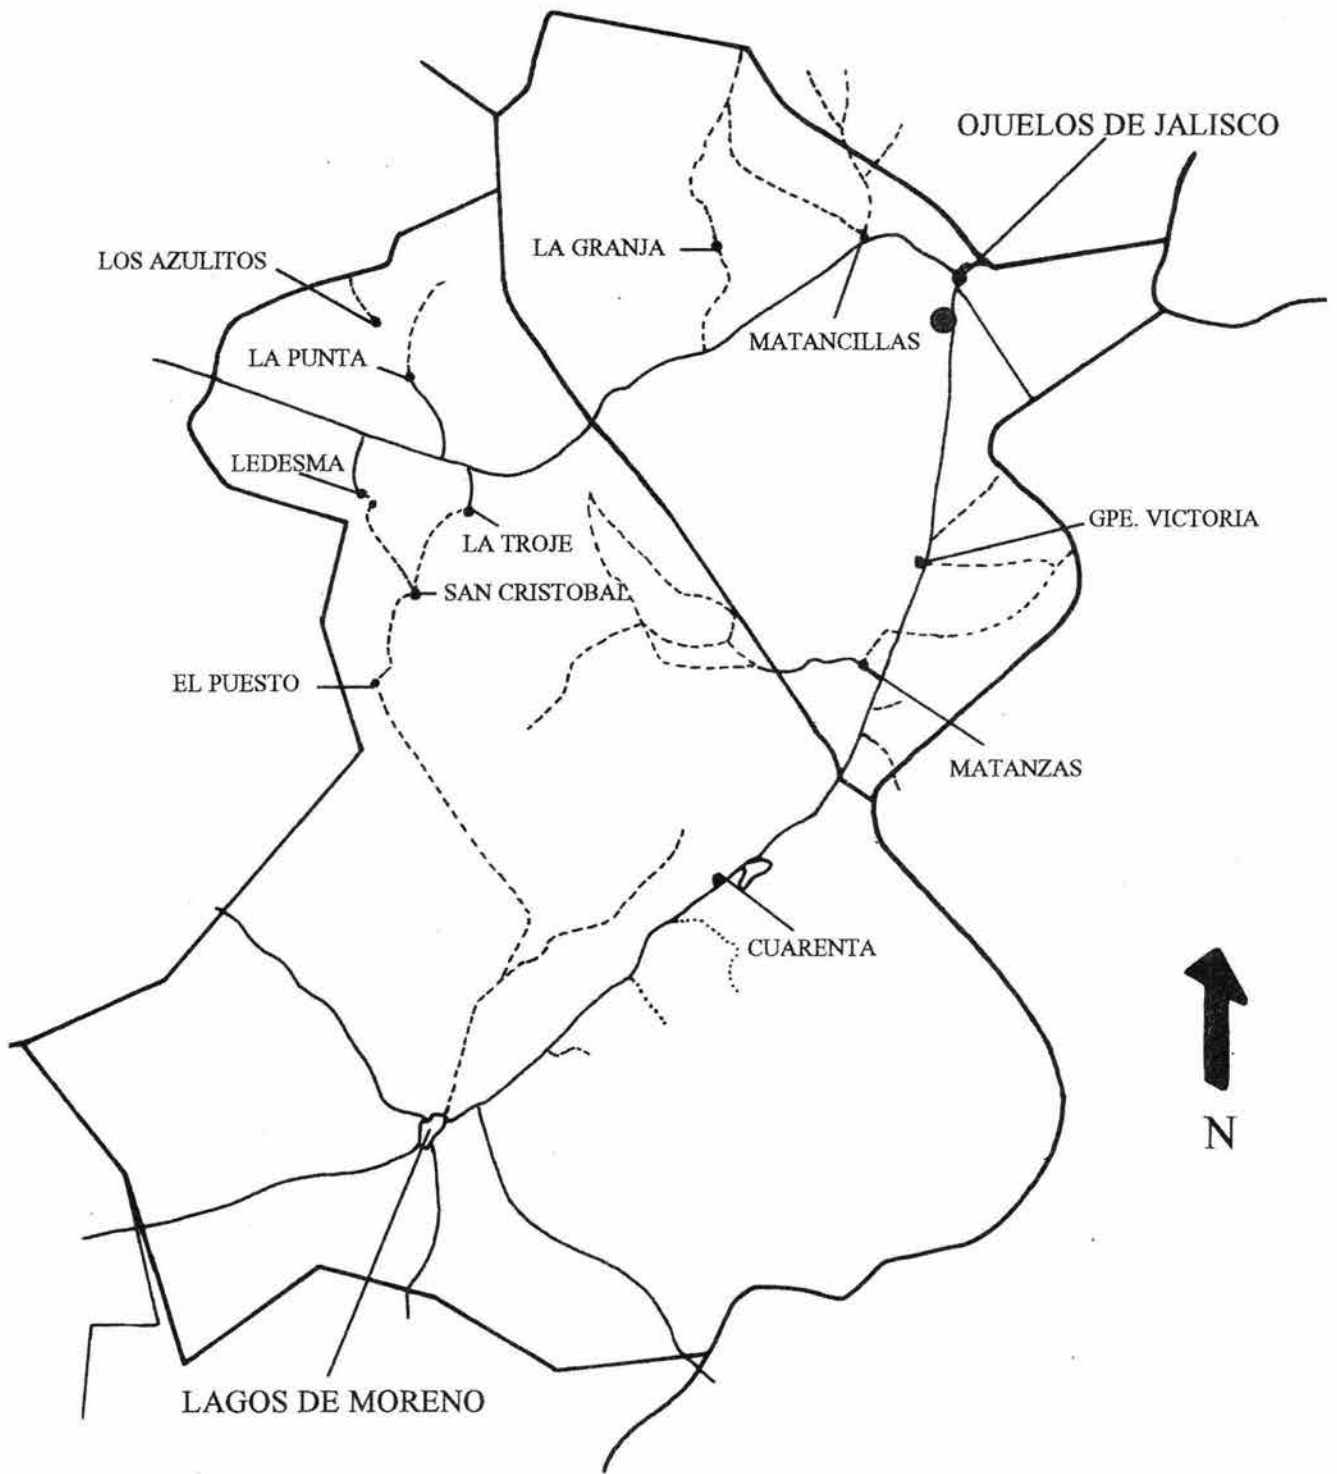 OJUELOS DE JALISCO
LOS AZULITOS
LA GRANJA
MATANCILLAS
LA PUNTA
LEDESMA
GPE. VICTORIA
LA TROJE
SAN CRISTOBAL
EL PUESTO
MATANZAS
CUARENTA
N
LAGOS DE MORENO